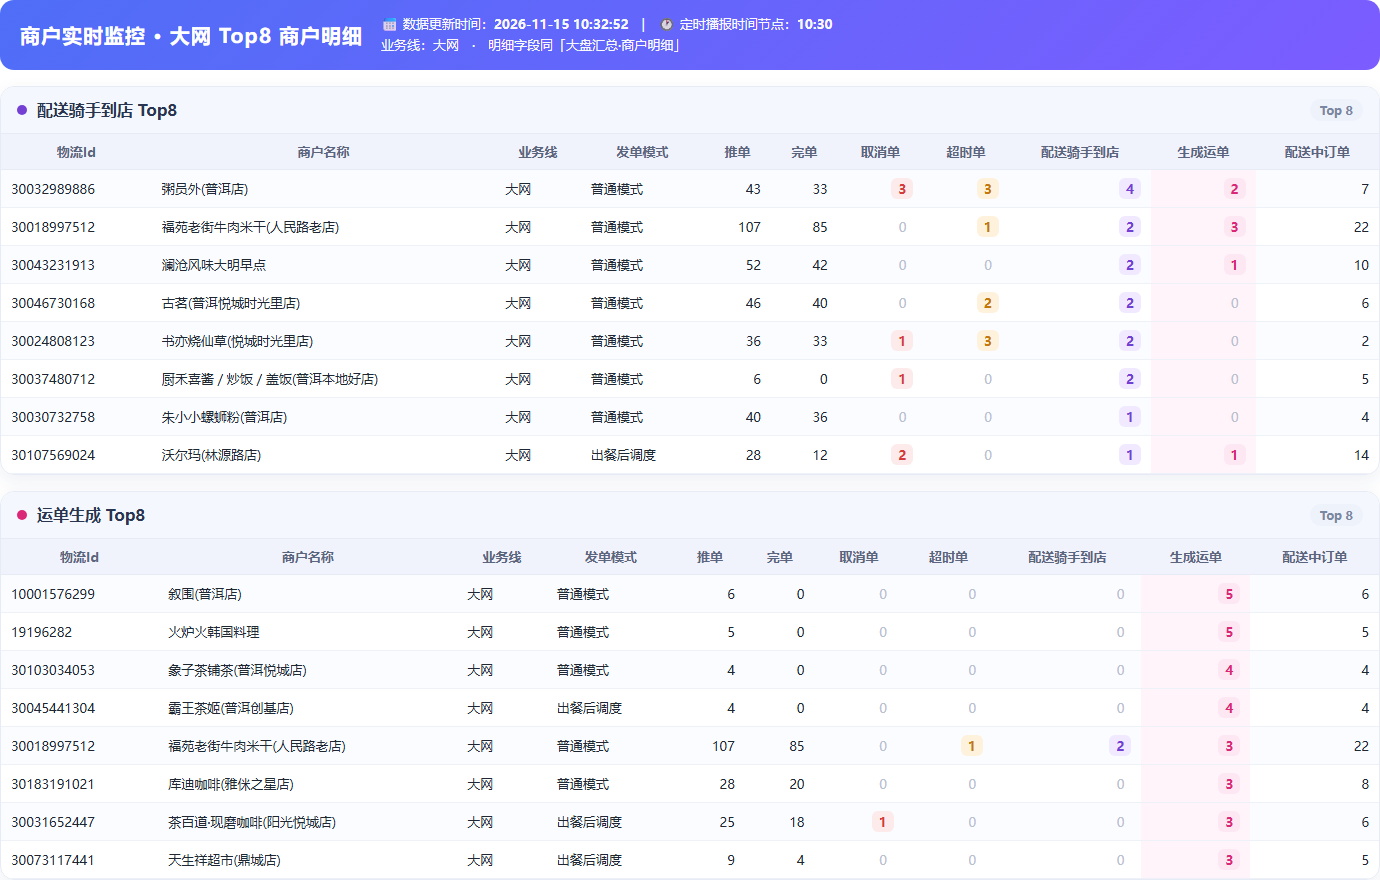 商户实时监控 • 大网 Top8 商户明细
数据更新时间：2026-11-15 10:32:52 | 定时播报时间节点：10:30
业务线：大网 · 明细字段同「大盘汇总·商户明细」
配送骑手到店 Top8 Top 8
物流Id 商户名称 业务线 发单模式 推单 完单 取消单 超时单 配送骑手到店 生成运单 配送中订单
30032989886 粥员外(普洱店) 大网 普通模式 43 33 3 3 4 2 7
30018997512 福苑老街牛肉米干(人民路老店) 大网 普通模式 107 85 0 1 2 3 22
30043231913 澜沧风味大明早点 大网 普通模式 52 42 0 0 2 1 10
30046730168 古茗(普洱悦城时光里店) 大网 普通模式 46 40 0 2 2 0 6
30024808123 书亦烧仙草(悦城时光里店) 大网 普通模式 36 33 1 3 2 0 2
30037480712 厨禾喜酱 / 炒饭 / 盖饭(普洱本地好店) 大网 普通模式 6 0 1 0 2 0 5
30030732758 朱小小螺蛳粉(普洱店) 大网 普通模式 40 36 0 0 1 0 4
30107569024 沃尔玛(林源路店) 大网 出餐后调度 28 12 2 0 1 1 14
运单生成 Top8 Top 8
物流Id 商户名称 业务线 发单模式 推单 完单 取消单 超时单 配送骑手到店 生成运单 配送中订单
10001576299 叙围(普洱店) 大网 普通模式 6 0 0 0 0 5 6
19196282 火炉火韩国料理 大网 普通模式 5 0 0 0 0 5 5
30103034053 象子茶铺茶(普洱悦城店) 大网 普通模式 4 0 0 0 0 4 4
30045441304 霸王茶姬(普洱创基店) 大网 出餐后调度 4 0 0 0 0 4 4
30018997512 福苑老街牛肉米干(人民路老店) 大网 普通模式 107 85 0 1 2 3 22
30183191021 库迪咖啡(雅侎之星店) 大网 普通模式 28 20 0 0 0 3 8
30031652447 茶百道·现磨咖啡(阳光悦城店) 大网 出餐后调度 25 18 1 0 0 3 6
30073117441 天生祥超市(鼎城店) 大网 出餐后调度 9 4 0 0 0 3 5